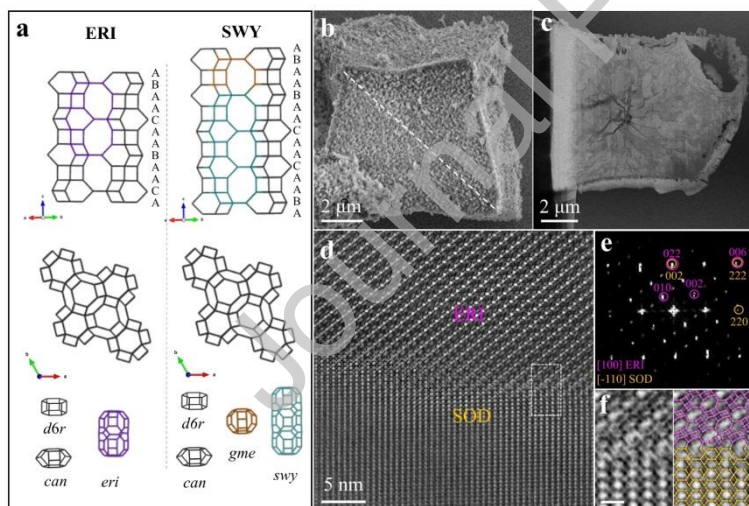 a
ERI
SWY
A
B
A
A
C
A
A
B
A
A
C
A
A
B
A
A
B
A
A
C
A
A
C
A
A
B
A
d6r
can
eri
d6r
can
gme
swy
b
2 μm
c
2 μm
d
ERI
SOD
5 nm
e
022
002
006
222
010
002
220
[100] ERI
[-110] SOD
f
Journal